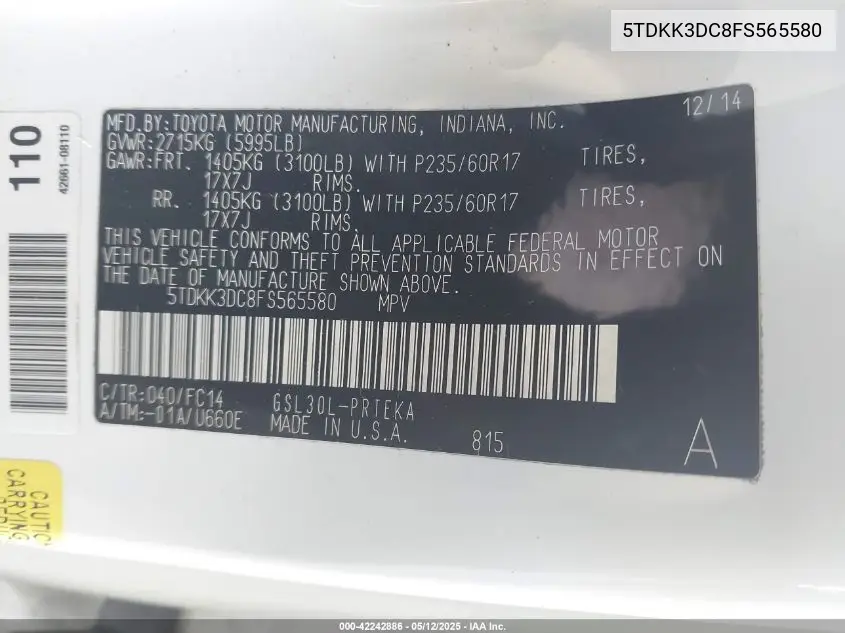 5TDKK3DC8FS565580
12/14
MFD.BY:TOYOTA MOTOR MANUFACTURING, INDIANA, INC.
GVWR:2715KG (5995LB)
GAWR:FRT. 1405KG (3100LB) WITH P235/60R17 TIRES,
17X7J RIMS.
RR. 1405KG (3100LB) WITH P235/60R17 TIRES,
17X7J RIMS.
THIS VEHICLE CONFORMS TO ALL APPLICABLE FEDERAL MOTOR
VEHICLE SAFETY AND THEFT PREVENTION STANDARDS IN EFFECT ON
THE DATE OF MANUFACTURE SHOWN ABOVE.
5TDKK3DC8FS565580 MPV
C/TR:040/FC14 GSL30L-PRTEKA
A/TM:-01A/U660E MADE IN U.S.A. 815
A
110
42661-08110
CAUTIO
CARRYING
000-42242886 - 05/12/2025 - IAA Inc.